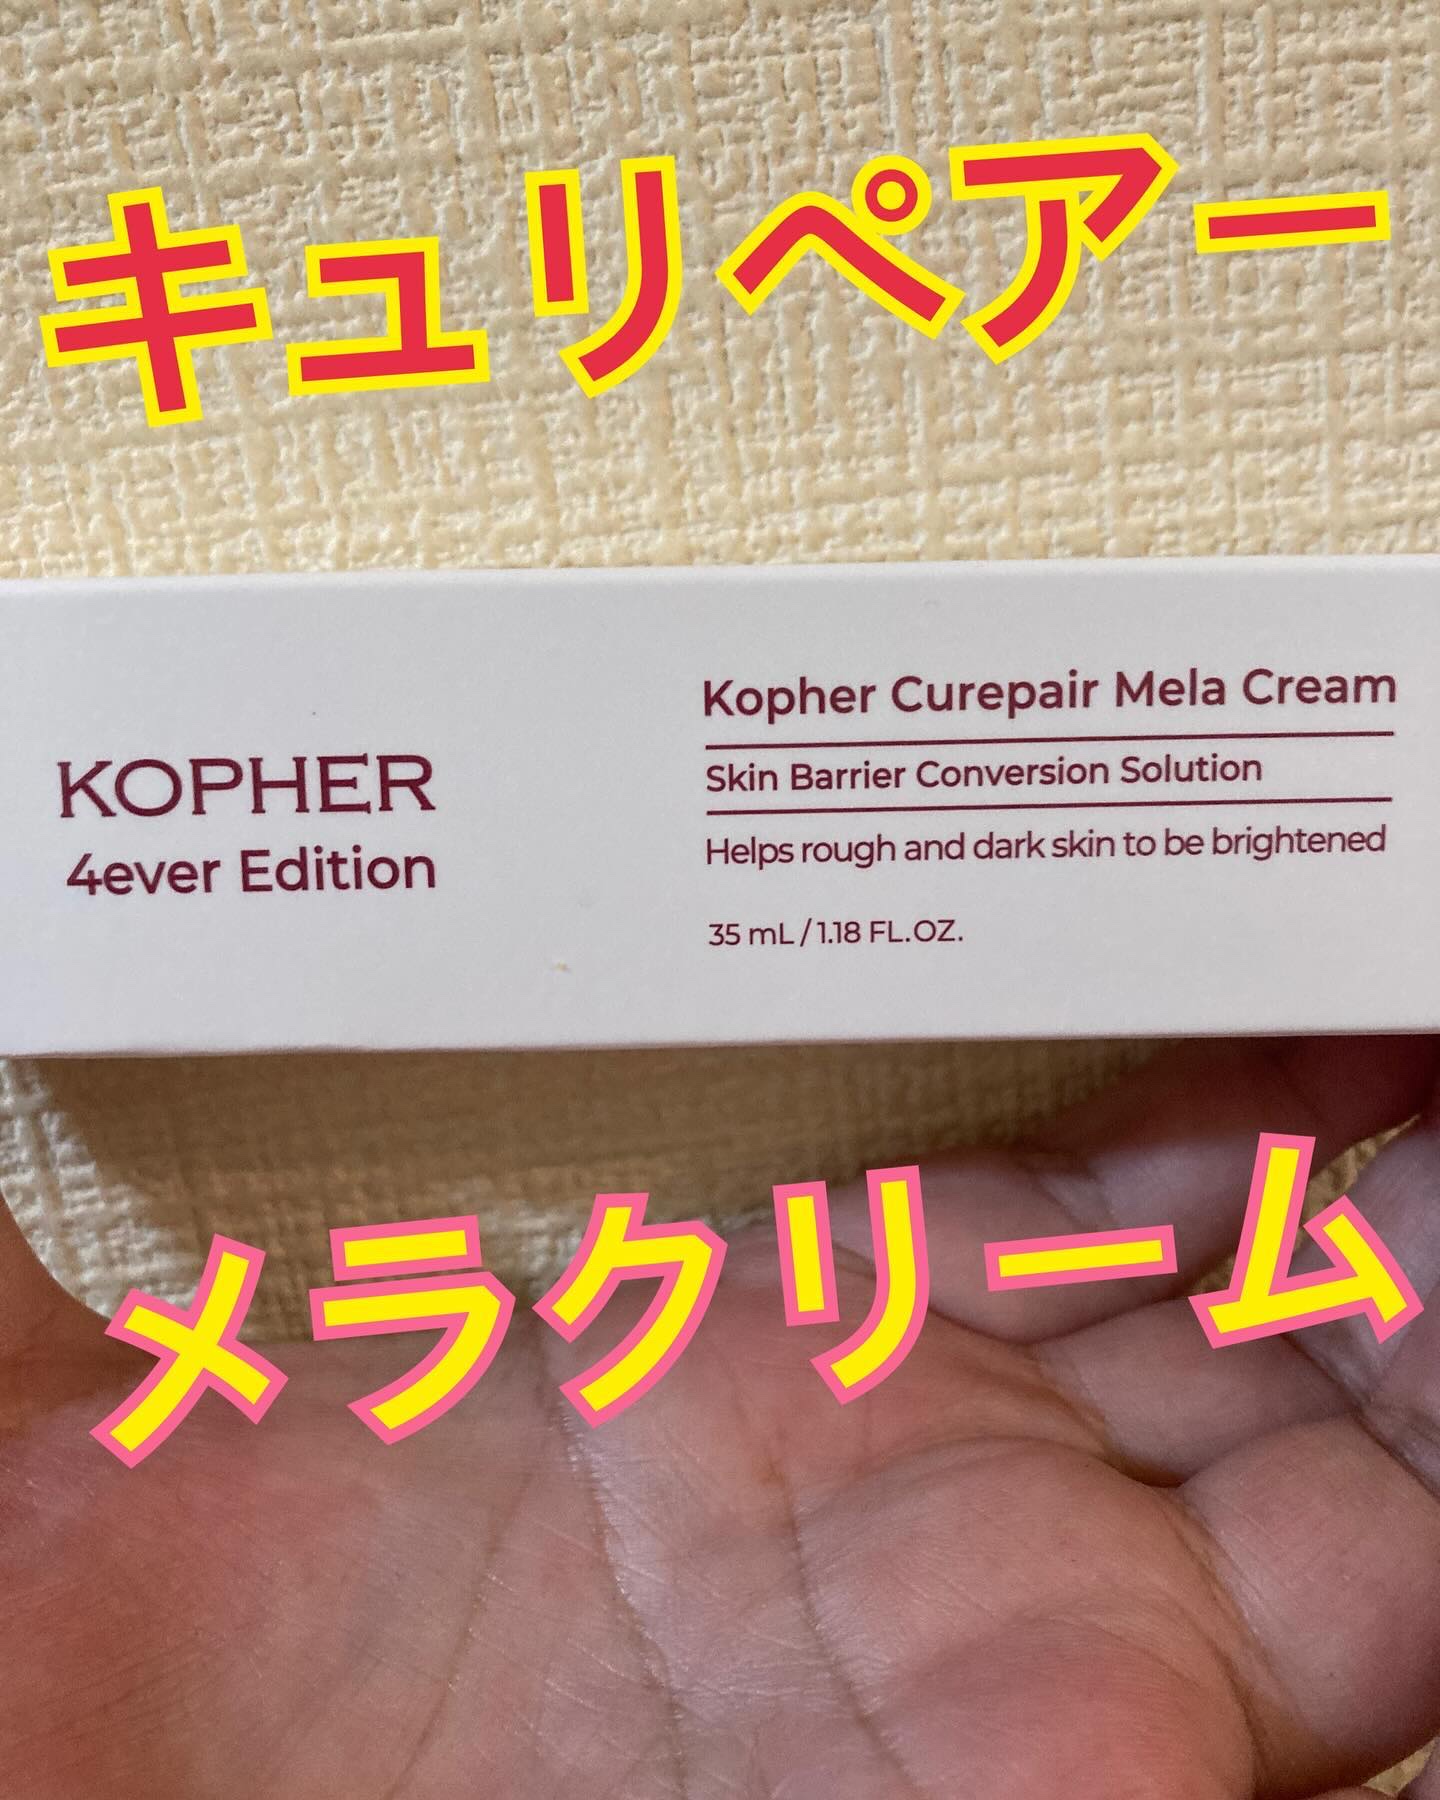 キュリペアー
KOPHER
4ever Edition
Kopher Curepair Mela Cream
Skin Barrier Conversion Solution
Helps rough and dark skin to be brightened
35 mL / 1.18 FL.OZ.
メラクリーム